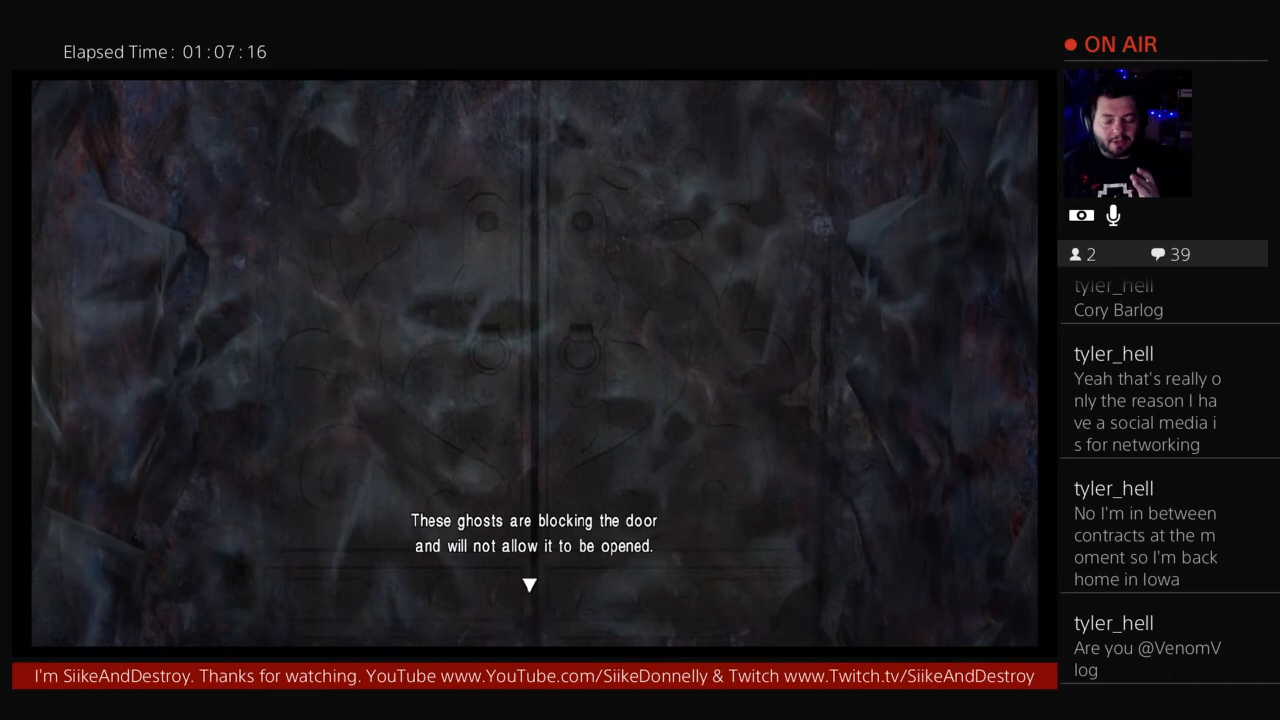 Elapsed Time: 01:07:16
ON AIR
2
39
tyler_hell
Cory Barlog
tyler_hell
Yeah that's really o
nly the reason I ha
ve a social media i
s for networking
tyler_hell
No I'm in between
contracts at the m
oment so I'm back
home in Iowa
tyler_hell
Are you @VenomV
log
These ghosts are blocking the door
and will not allow it to be opened.
I'm SiikeAndDestroy. Thanks for watching. YouTube www.YouTube.com/SiikeDonnelly & Twitch www.Twitch.tv/SiikeAndDestroy